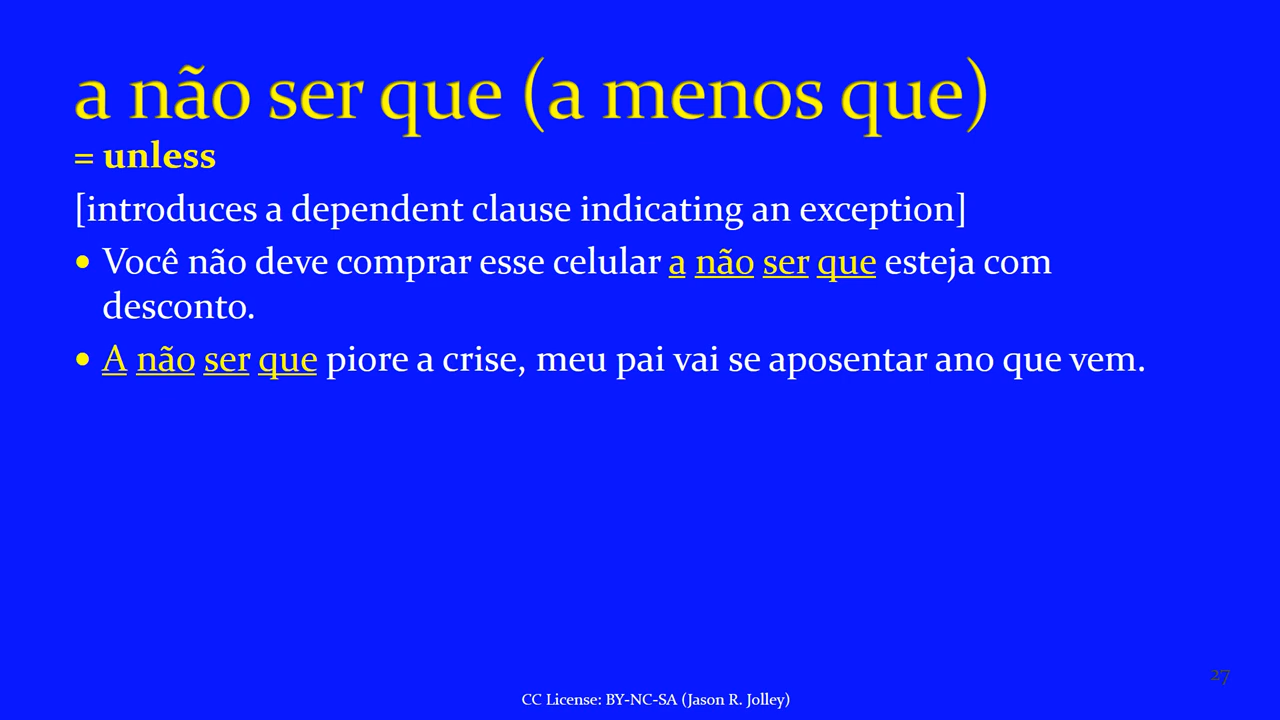 a não ser que (a menos que)
= unless
[introduces a dependent clause indicating an exception]
• Você não deve comprar esse celular a não ser que esteja com
desconto.
• A não ser que piore a crise, meu pai vai se aposentar ano que vem.
27
CC License: BY-NC-SA (Jason R. Jolley)